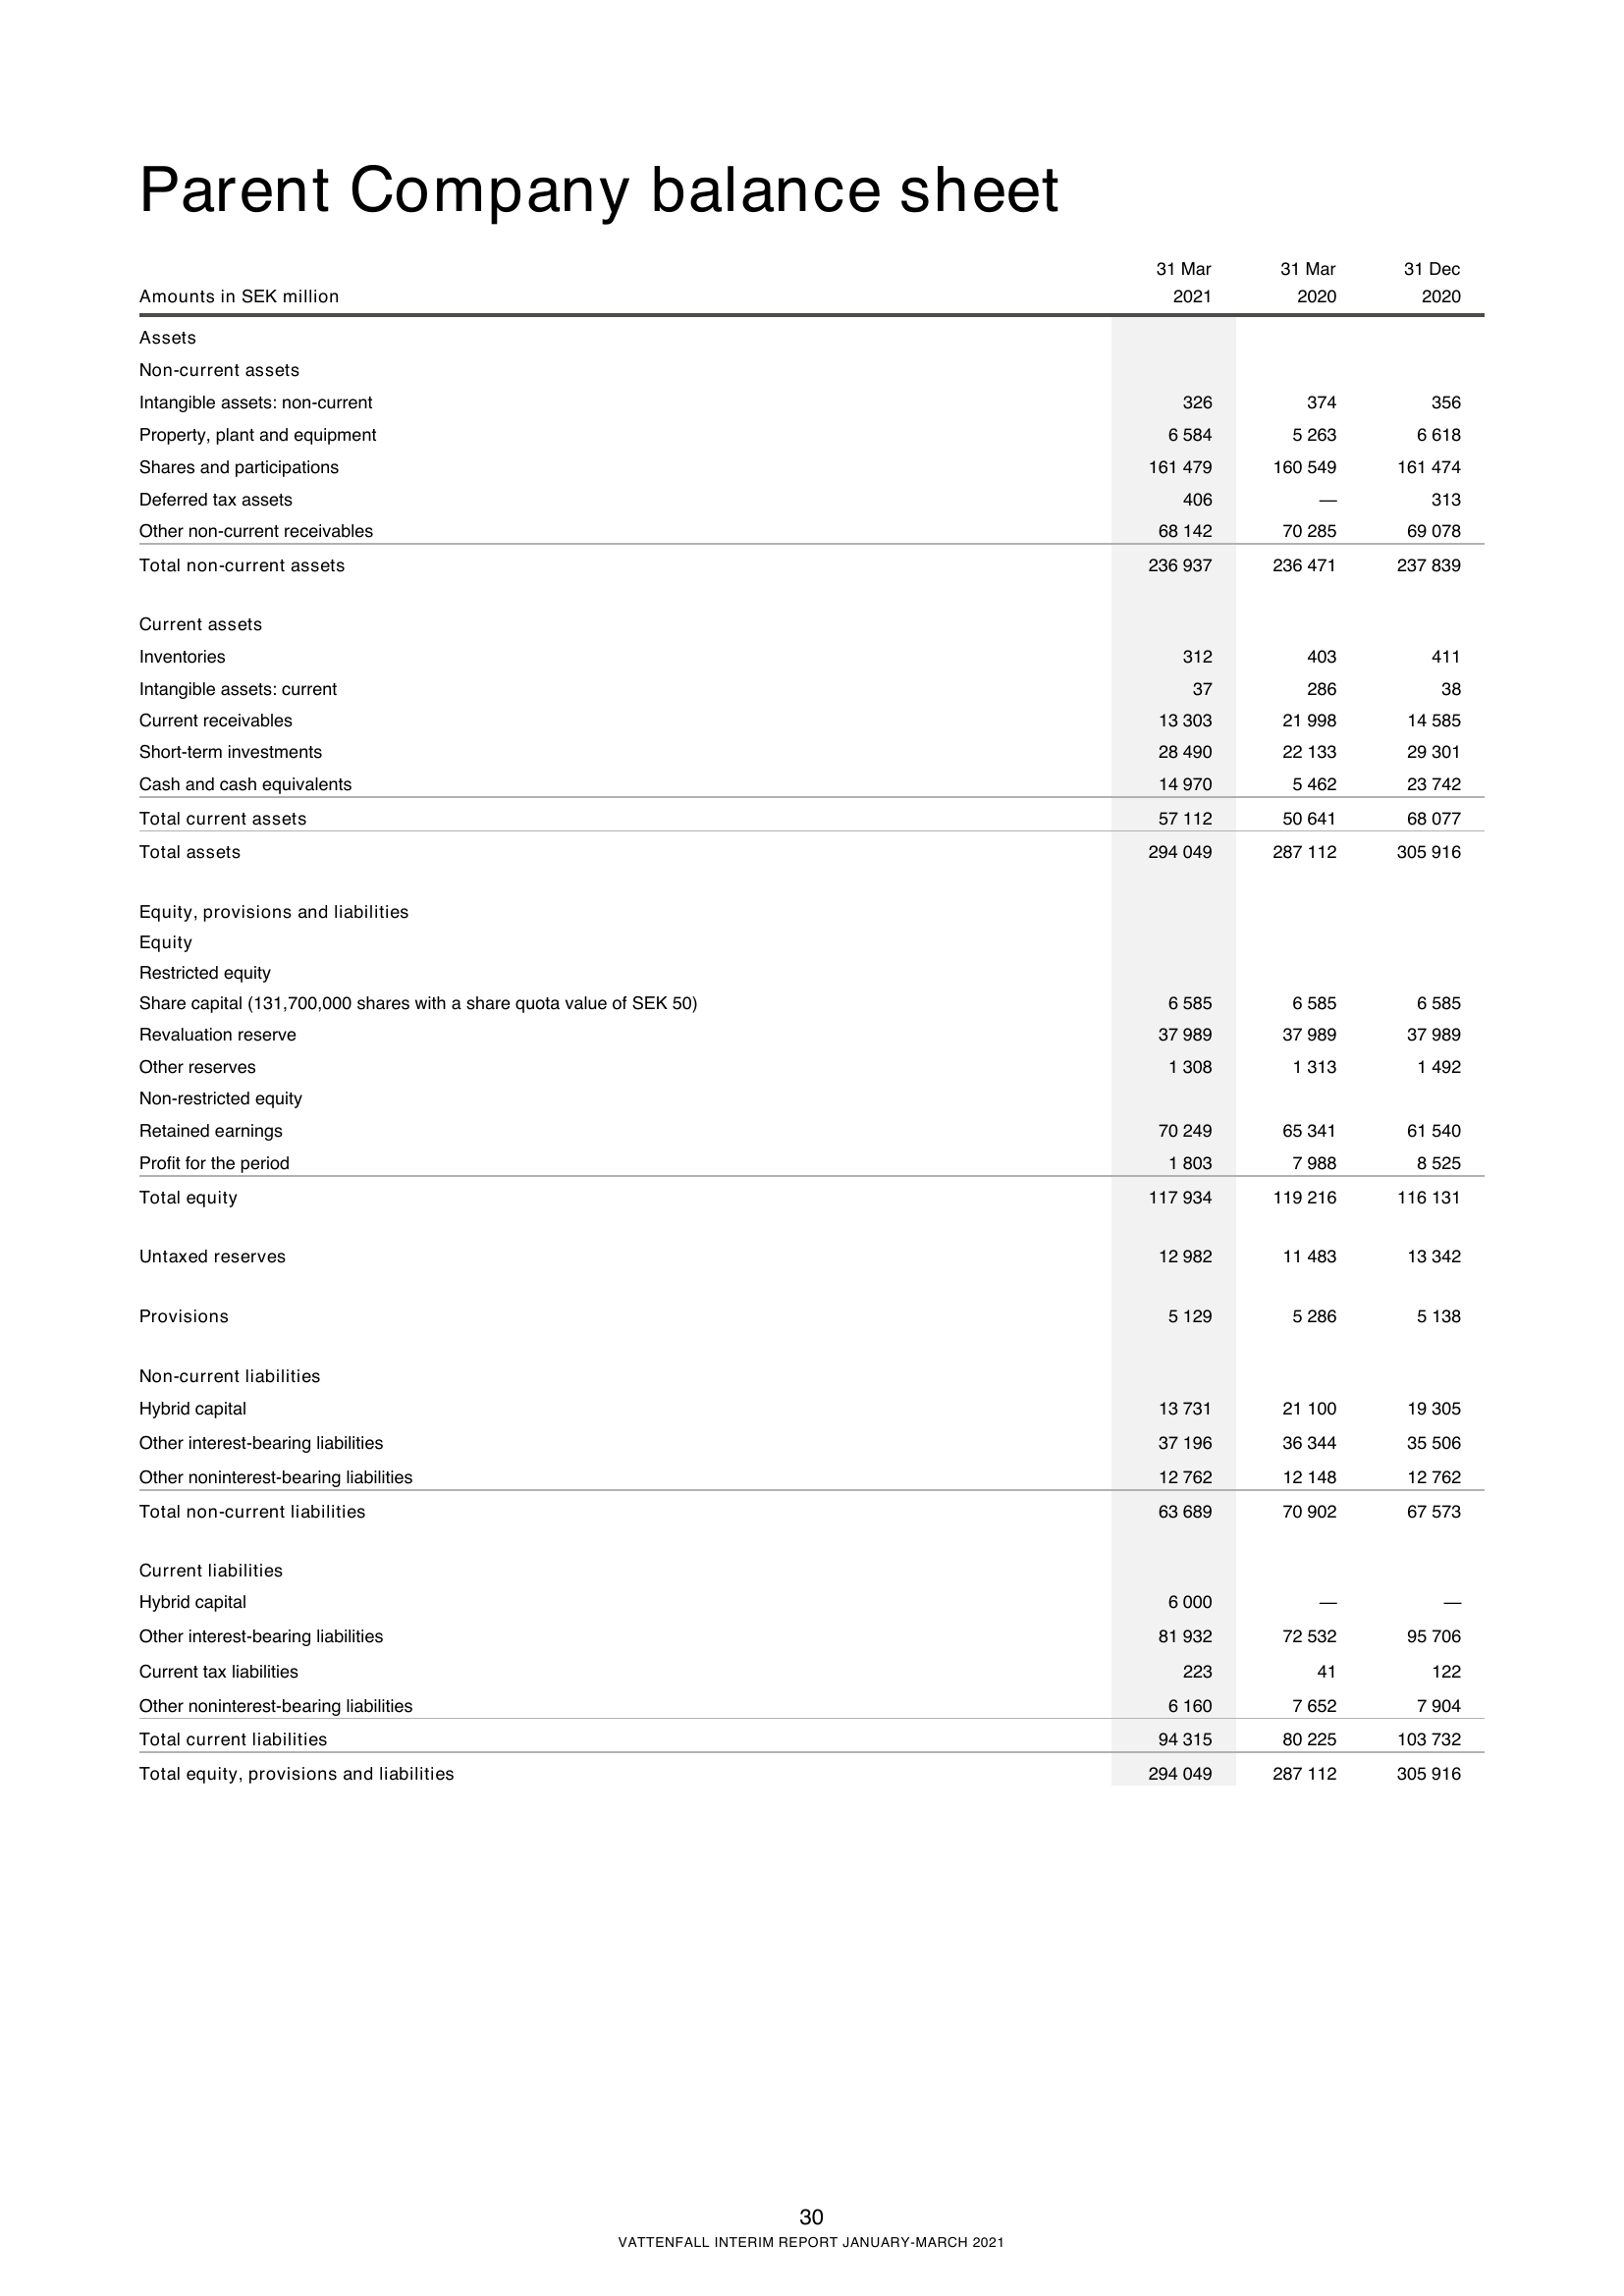 Parent Company balance sheet
31 Mar 31 Mar 31 Dec
Amounts in SEK million 2021 2020 2020
Assets
Non-current assets
Intangible assets: non-current 326 374 356
Property, plant and equipment 6 584 5 263 6 618
Shares and participations 161 479 160 549 161 474
Deferred tax assets 406 — 313
Other non-current receivables 68 142 70 285 69 078
Total non-current assets 236 937 236 471 237 839
Current assets
Inventories 312 403 411
Intangible assets: current 37 286 38
Current receivables 13 303 21 998 14 585
Short-term investments 28 490 22 133 29 301
Cash and cash equivalents 14 970 5 462 23 742
Total current assets 57 112 50 641 68 077
Total assets 294 049 287 112 305 916
Equity, provisions and liabilities
Equity
Restricted equity
Share capital (131,700,000 shares with a share quota value of SEK 50) 6 585 6 585 6 585
Revaluation reserve 37 989 37 989 37 989
Other reserves 1 308 1 313 1 492
Non-restricted equity
Retained earnings 70 249 65 341 61 540
Profit for the period 1 803 7 988 8 525
Total equity 117 934 119 216 116 131
Untaxed reserves 12 982 11 483 13 342
Provisions 5 129 5 286 5 138
Non-current liabilities
Hybrid capital 13 731 21 100 19 305
Other interest-bearing liabilities 37 196 36 344 35 506
Other noninterest-bearing liabilities 12 762 12 148 12 762
Total non-current liabilities 63 689 70 902 67 573
Current liabilities
Hybrid capital 6 000 — —
Other interest-bearing liabilities 81 932 72 532 95 706
Current tax liabilities 223 41 122
Other noninterest-bearing liabilities 6 160 7 652 7 904
Total current liabilities 94 315 80 225 103 732
Total equity, provisions and liabilities 294 049 287 112 305 916
30
VATTENFALL INTERIM REPORT JANUARY-MARCH 2021